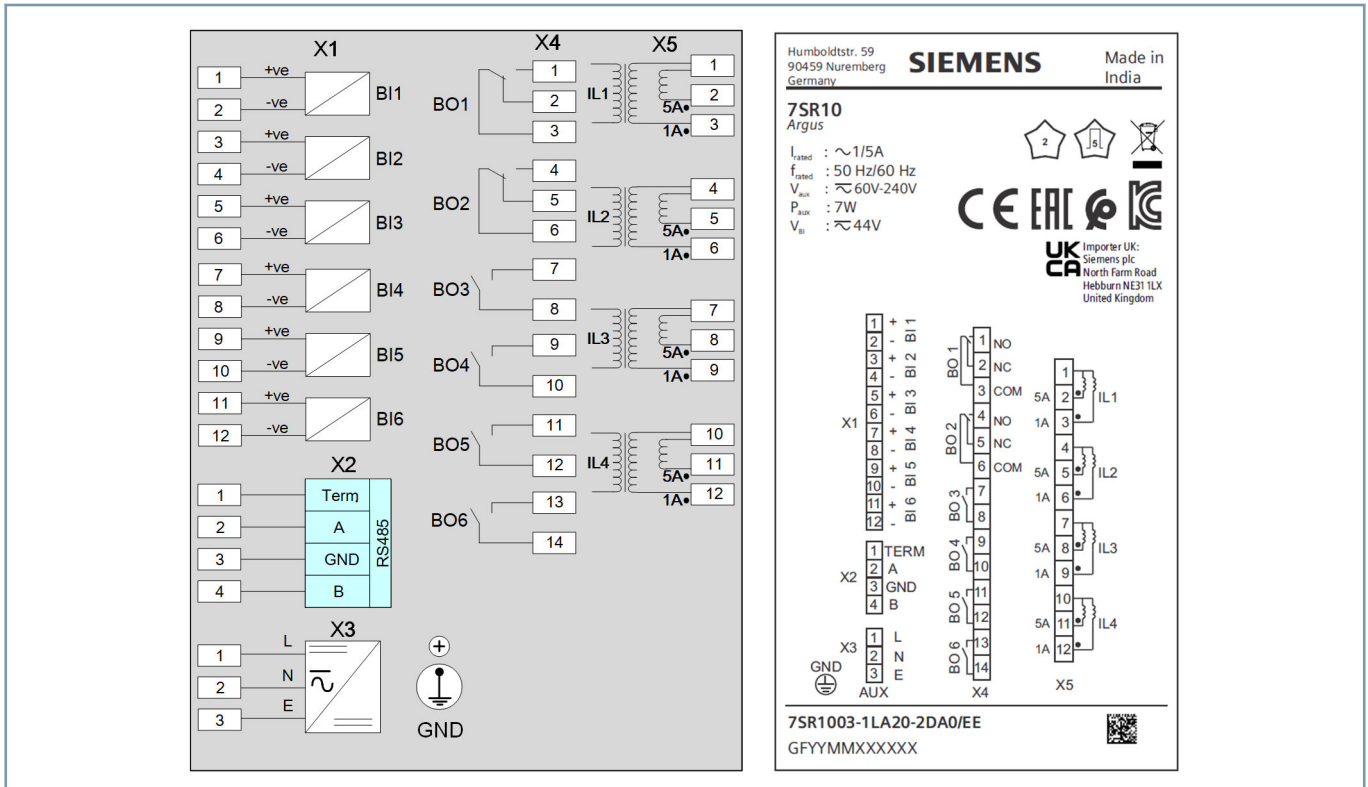 X1
X4
X5
1
+ve
BI1
2
-ve
3
+ve
BI2
4
-ve
5
+ve
BI3
6
-ve
7
+ve
BI4
8
-ve
9
+ve
BI5
10
-ve
11
+ve
BI6
12
-ve
X2
1
Term
2
A
3
GND
4
B
RS485
X3
1
L
2
N
3
E
GND
BO1
1
2
3
BO2
4
5
6
BO3
7
8
BO4
9
10
BO5
11
12
BO6
13
14
IL1
1
2
5A
1A
3
IL2
4
5
5A
1A
6
IL3
7
8
5A
1A
9
IL4
10
11
5A
1A
12
Humboldtstr. 59
90459 Nuremberg
Germany
SIEMENS
Made in
India
7SR10
Argus
Irated : ~1/5A
frated : 50 Hz/60 Hz
Vaux : 60V-240V
Paux : 7W
VBI : 44V
2
5
CE EAC
UK
CA
Importer UK:
Siemens plc
North Farm Road
Hebburn NE31 1LX
United Kingdom
X1
1 +
2 -
BI 1
3 +
4 -
BI 2
5 +
6 -
BI 3
7 +
8 -
BI 4
9 +
10 -
BI 5
11 +
12 -
BI 6
X2
1 TERM
2 A
3 GND
4 B
X3
1 L
2 N
3 E
GND
AUX
BO 1
1 NO
2 NC
3 COM
BO 2
4 NO
5 NC
6 COM
BO 3
7
8
BO 4
9
10
BO 5
11
12
BO 6
13
14
X4
1
5A 2 IL1
1A 3
4
5A 5 IL2
1A 6
7
5A 8 IL3
1A 9
10
5A 11 IL4
1A 12
X5
7SR1003-1LA20-2DA0/EE
GFYYMMXXXXXX